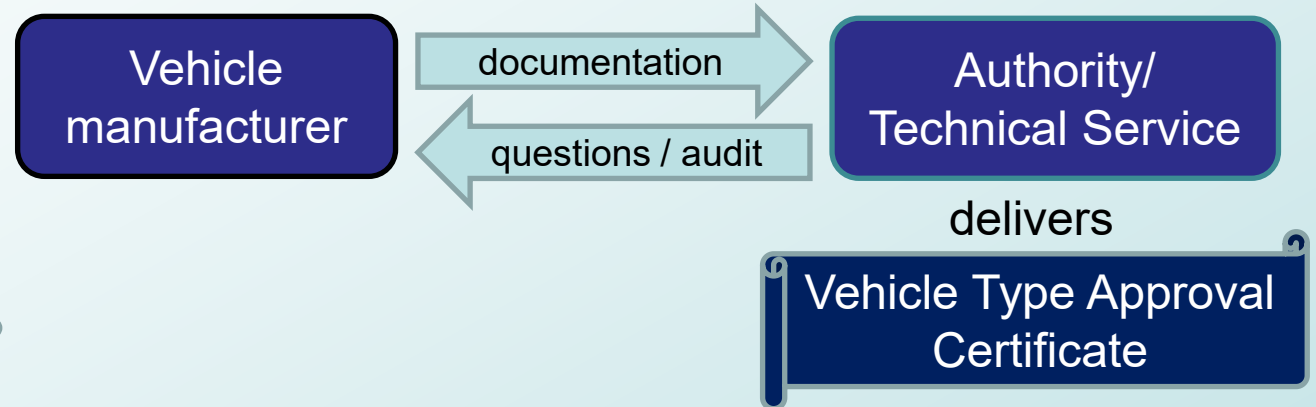 Vehicle
manufacturer
documentation
questions / audit
Authority/
Technical Service
delivers
Vehicle Type Approval
Certificate